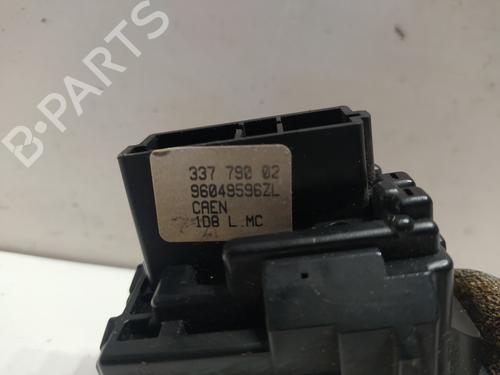 B-PARTS
337 790 02
96049596ZL
CAEN
1D8 L.MC